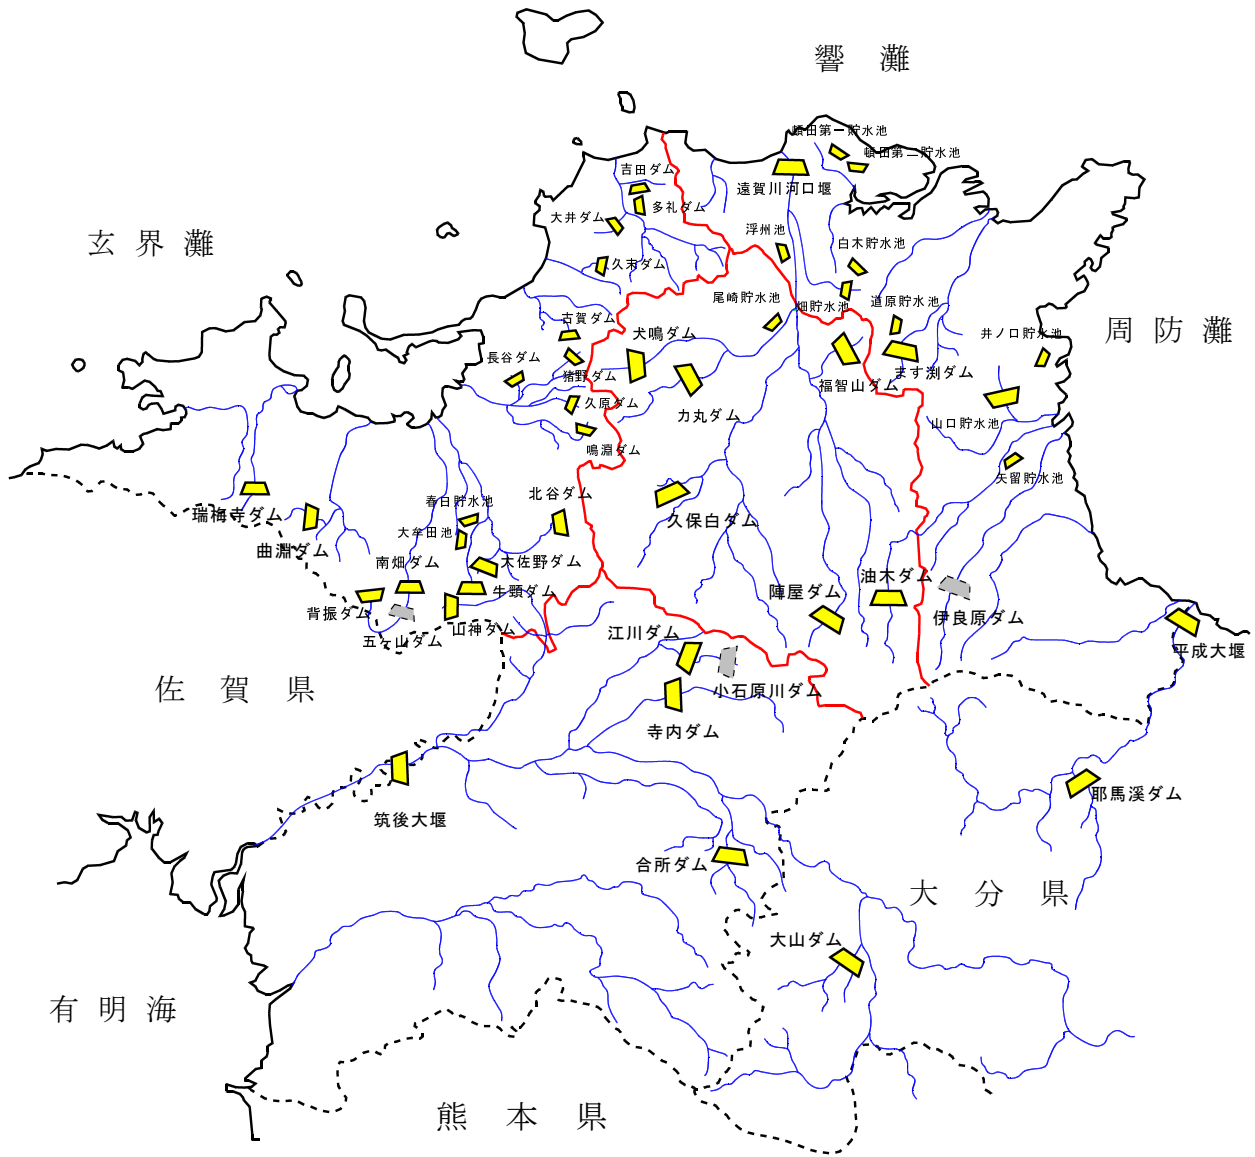 響灘
頓田第一貯水池
頓田第二貯水池
吉田ダム
遠賀川河口堰
多礼ダム
大井ダム
浮州池
玄界灘
白木貯水池
久末ダム
尾崎貯水池
畑貯水池
道原貯水池
古賀ダム
犬鳴ダム
井ノ口貯水池
周防灘
長谷ダム
猪野ダム
ます渕ダム
福智山ダム
久原ダム
力丸ダム
山口貯水池
鳴淵ダム
矢留貯水池
北谷ダム
春日貯水池
瑞梅寺ダム
久保白ダム
大牟田池
曲淵ダム
南畑ダム
大佐野ダム
油木ダム
牛頸ダム
陣屋ダム
背振ダム
伊良原ダム
山神ダム
江川ダム
五ヶ山ダム
平成大堰
佐賀県
小石原川ダム
寺内ダム
耶馬溪ダム
筑後大堰
合所ダム
大分県
大山ダム
有明海
熊本県